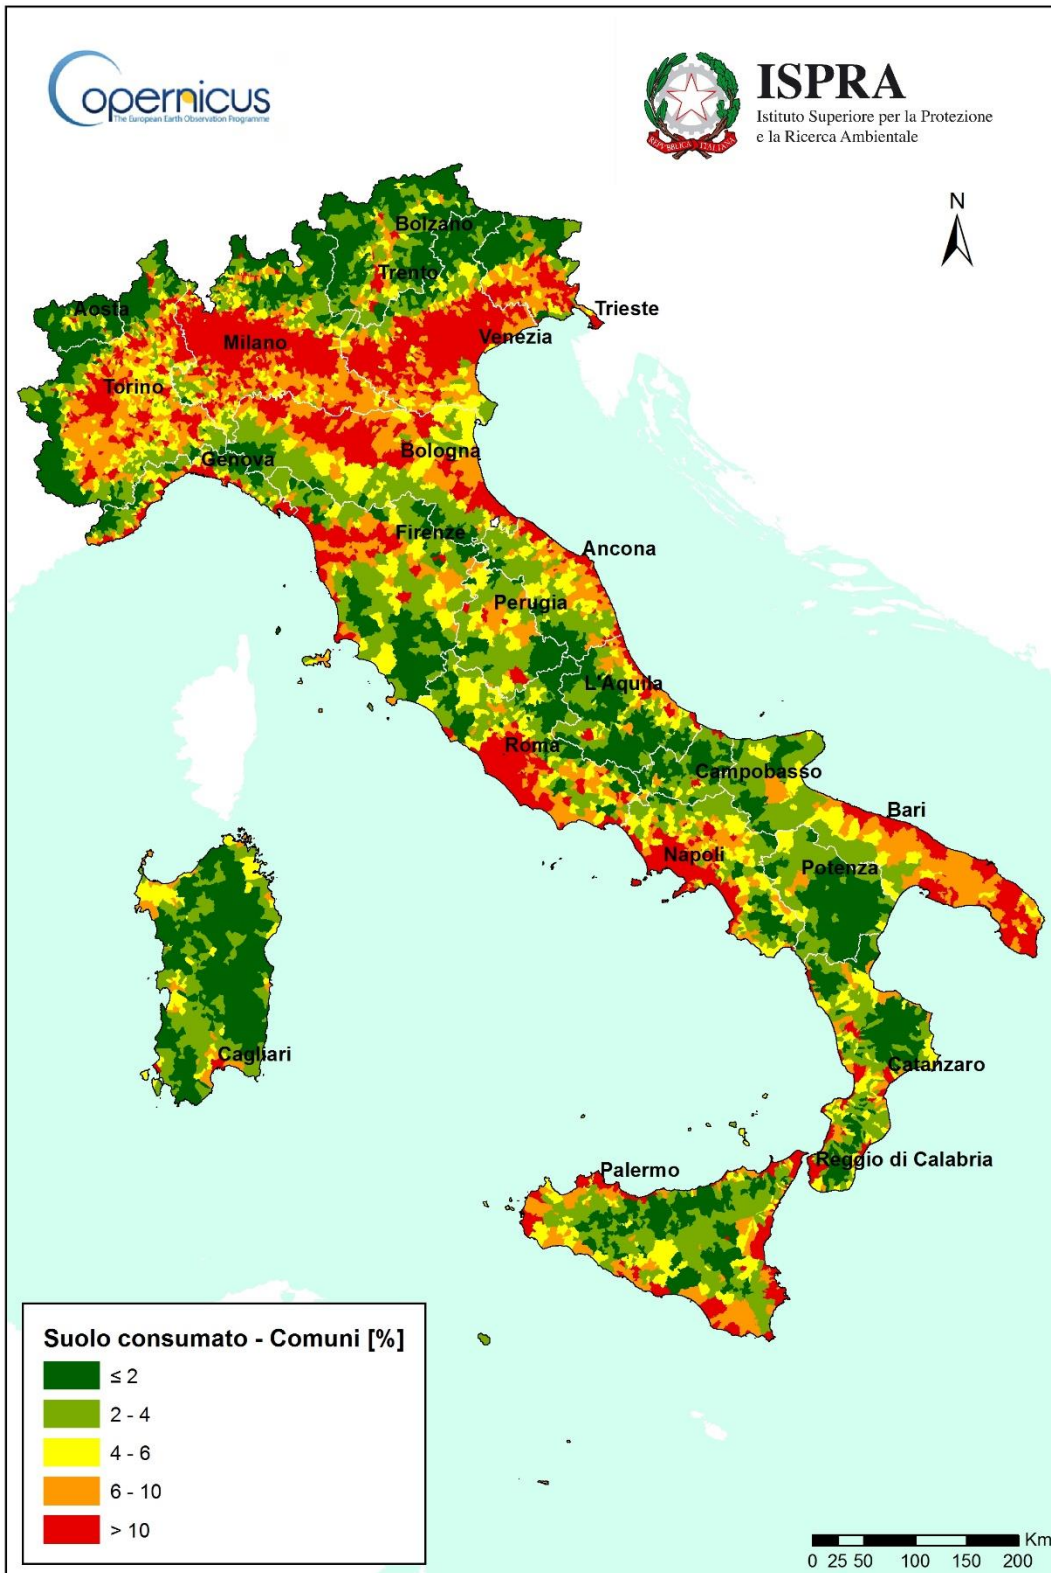 Copernicus
The European Earth Observation Programme
REPVBBLICA ITALIANA
ISPRA
Istituto Superiore per la Protezione
e la Ricerca Ambientale
N
Bolzano
Trento
Aosta
Trieste
Venezia
Milano
Torino
Bologna
Genova
Firenze
Ancona
Perugia
L'Aquila
Roma
Campobasso
Bari
Napoli
Potenza
Cagliari
Catanzaro
Reggio di Calabria
Palermo
Suolo consumato - Comuni [%]
≤ 2
2 - 4
4 - 6
6 - 10
> 10
Km
0 25 50 100 150 200